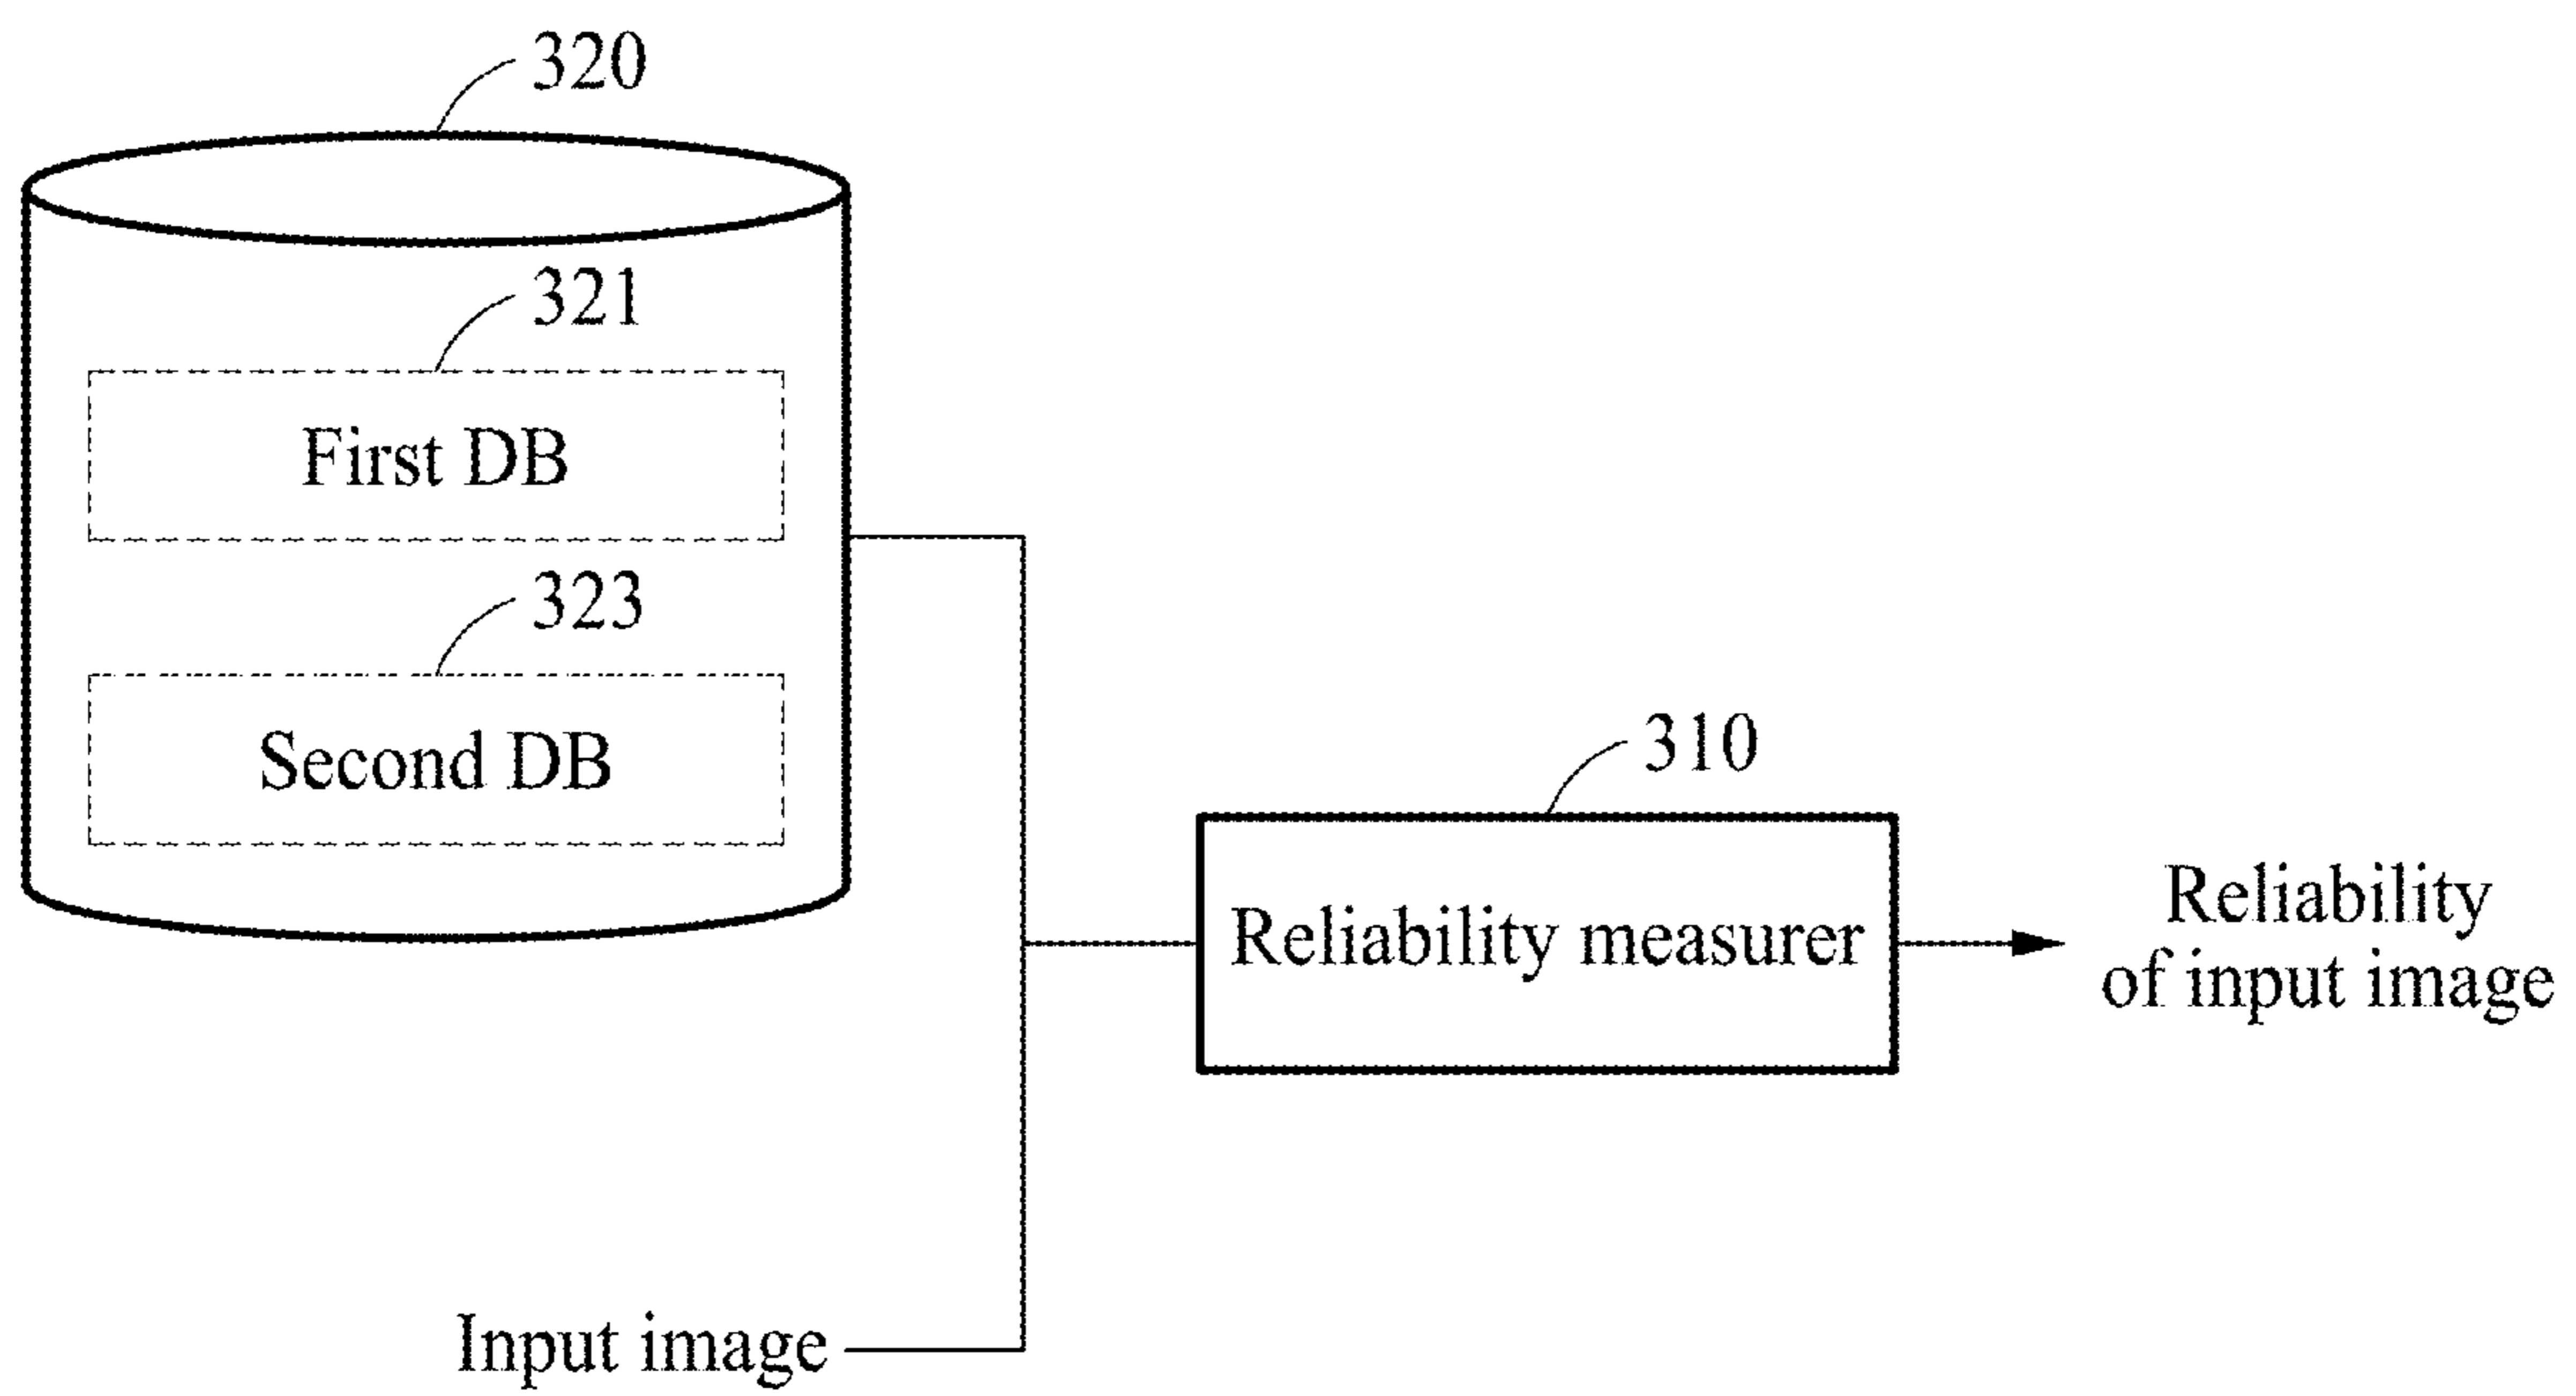 320
321
First DB
323
Second DB
310
Reliability measurer
Reliability
of input image
Input image